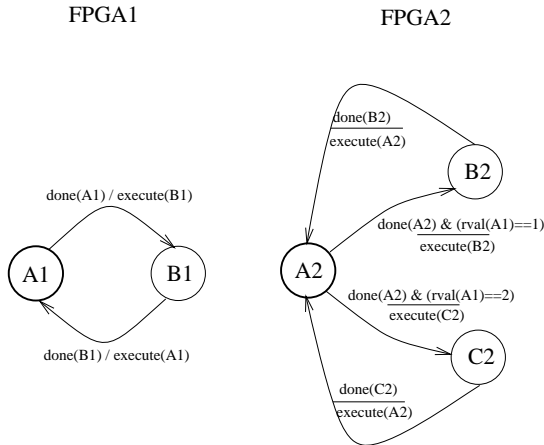 FPGA1
FPGA2
done(A1) / execute(B1)
A1
B1
done(B1) / execute(A1)
done(B2)
execute(A2)
B2
done(A2) & (rval(A1)==1)
execute(B2)
A2
done(A2) & (rval(A1)==2)
execute(C2)
C2
done(C2)
execute(A2)